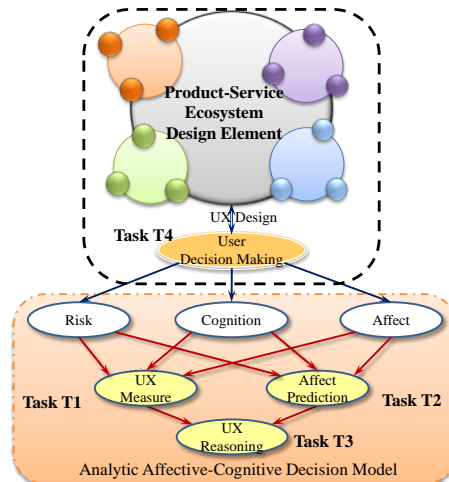 Product-Service
Ecosystem
Design Element
UX Design
Task T4
User
Decision Making
Risk
Cognition
Affect
UX
Measure
Affect
Prediction
Task T1
Task T2
UX
Reasoning
Task T3
Analytic Affective-Cognitive Decision Model